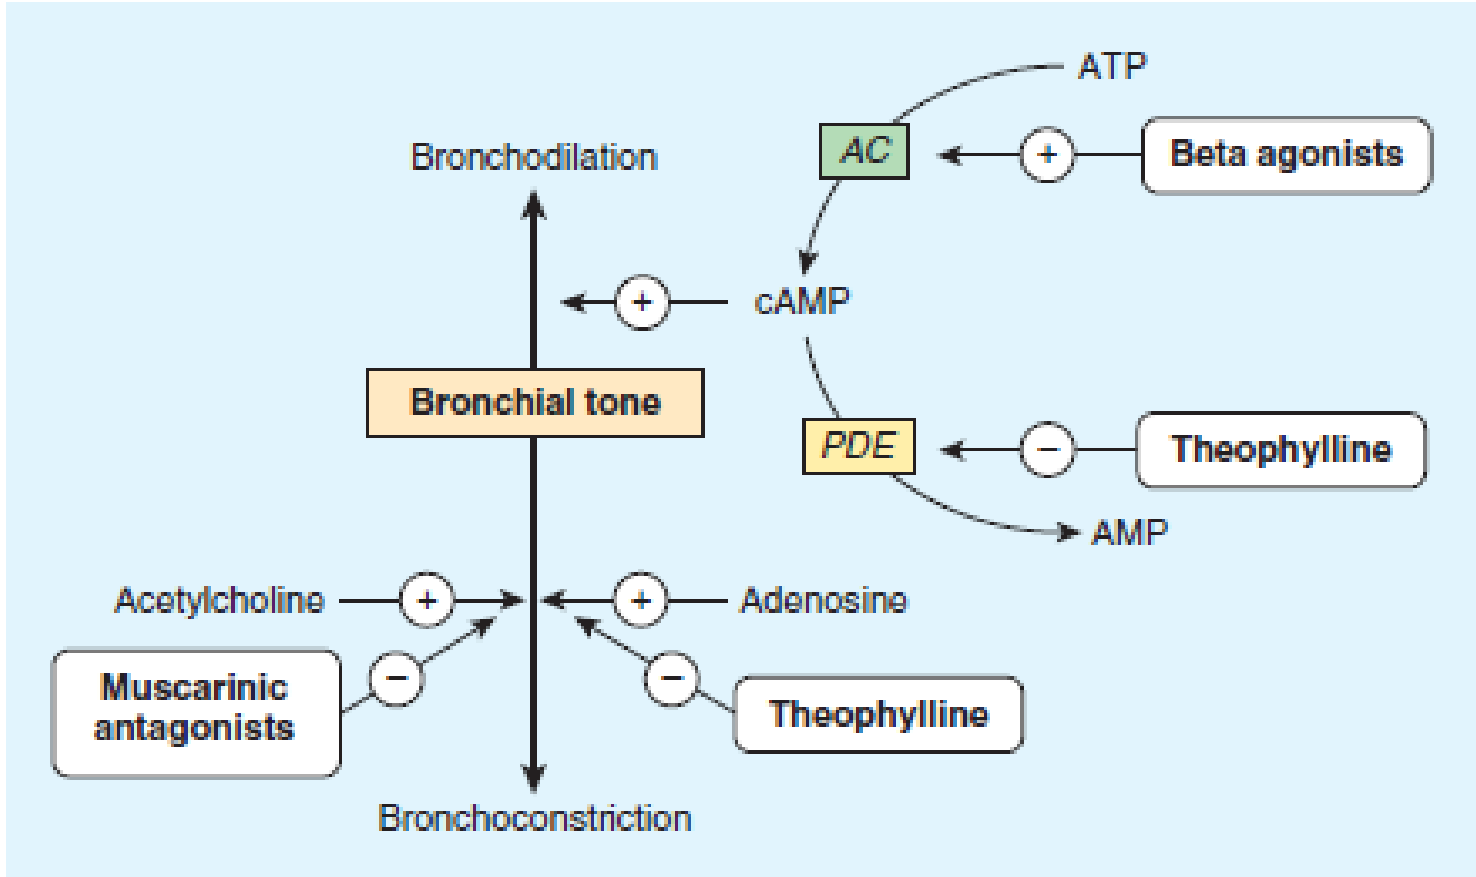 ATP
AC
+
Beta agonists
Bronchodilation
+
cAMP
Bronchial tone
PDE
−
Theophylline
AMP
Acetylcholine
+
+
Adenosine
Muscarinic
antagonists
−
−
Theophylline
Bronchoconstriction